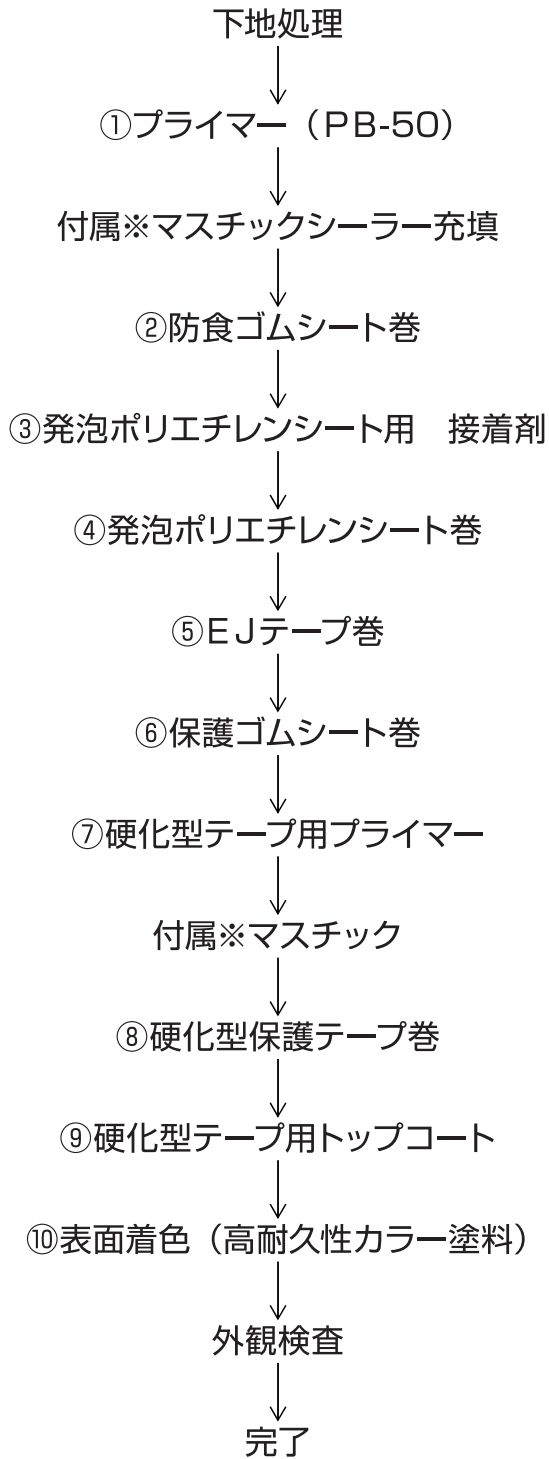 下地処理
①プライマー（PB-50）
付属※マスチックシーラー充填
②防食ゴムシート巻
③発泡ポリエチレンシート用　接着剤
④発泡ポリエチレンシート巻
⑤EJテープ巻
⑥保護ゴムシート巻
⑦硬化型テープ用プライマー
付属※マスチック
⑧硬化型保護テープ巻
⑨硬化型テープ用トップコート
⑩表面着色（高耐久性カラー塗料）
外観検査
完了